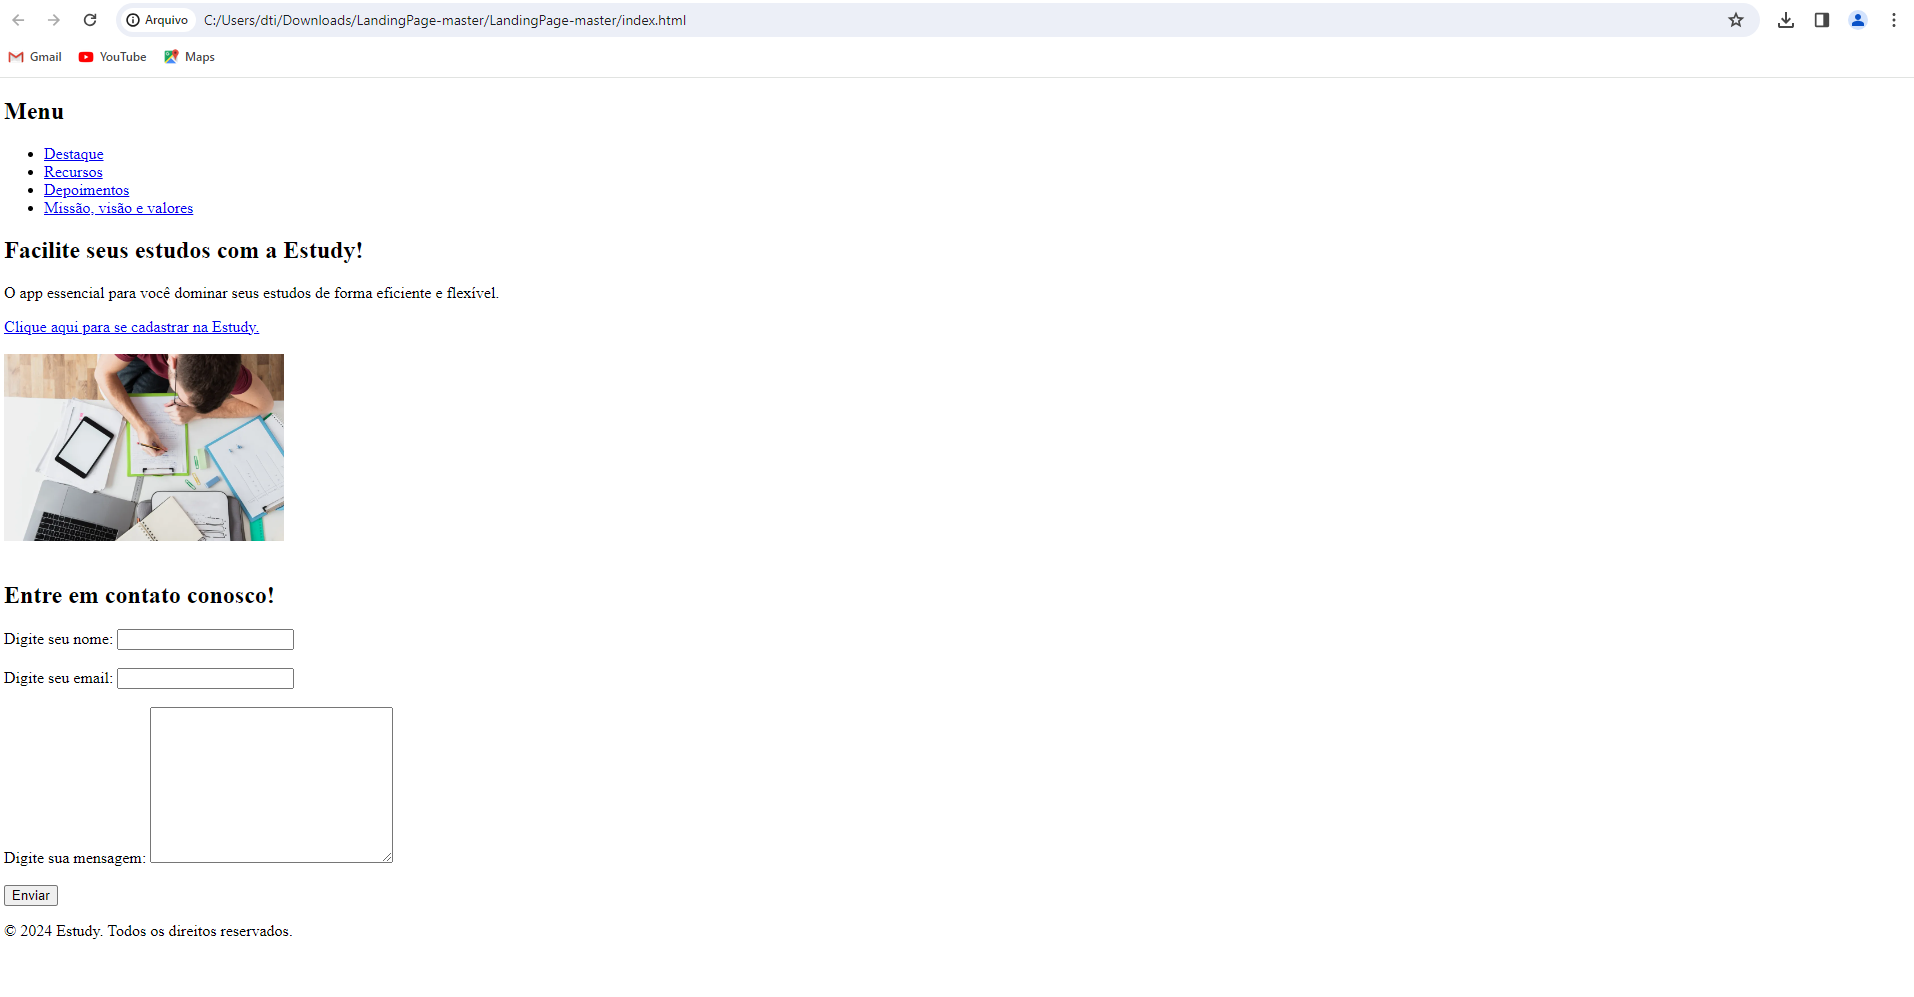 Arquivo C:/Users/dti/Downloads/LandingPage-master/LandingPage-master/index.html
Gmail YouTube Maps
Menu
Destaque
Recursos
Depoimentos
Missão, visão e valores
Facilite seus estudos com a Estudy!
O app essencial para você dominar seus estudos de forma eficiente e flexível.
Clique aqui para se cadastrar na Estudy.
Entre em contato conosco!
Digite seu nome:
Digite seu email:
Digite sua mensagem:
Enviar
© 2024 Estudy. Todos os direitos reservados.